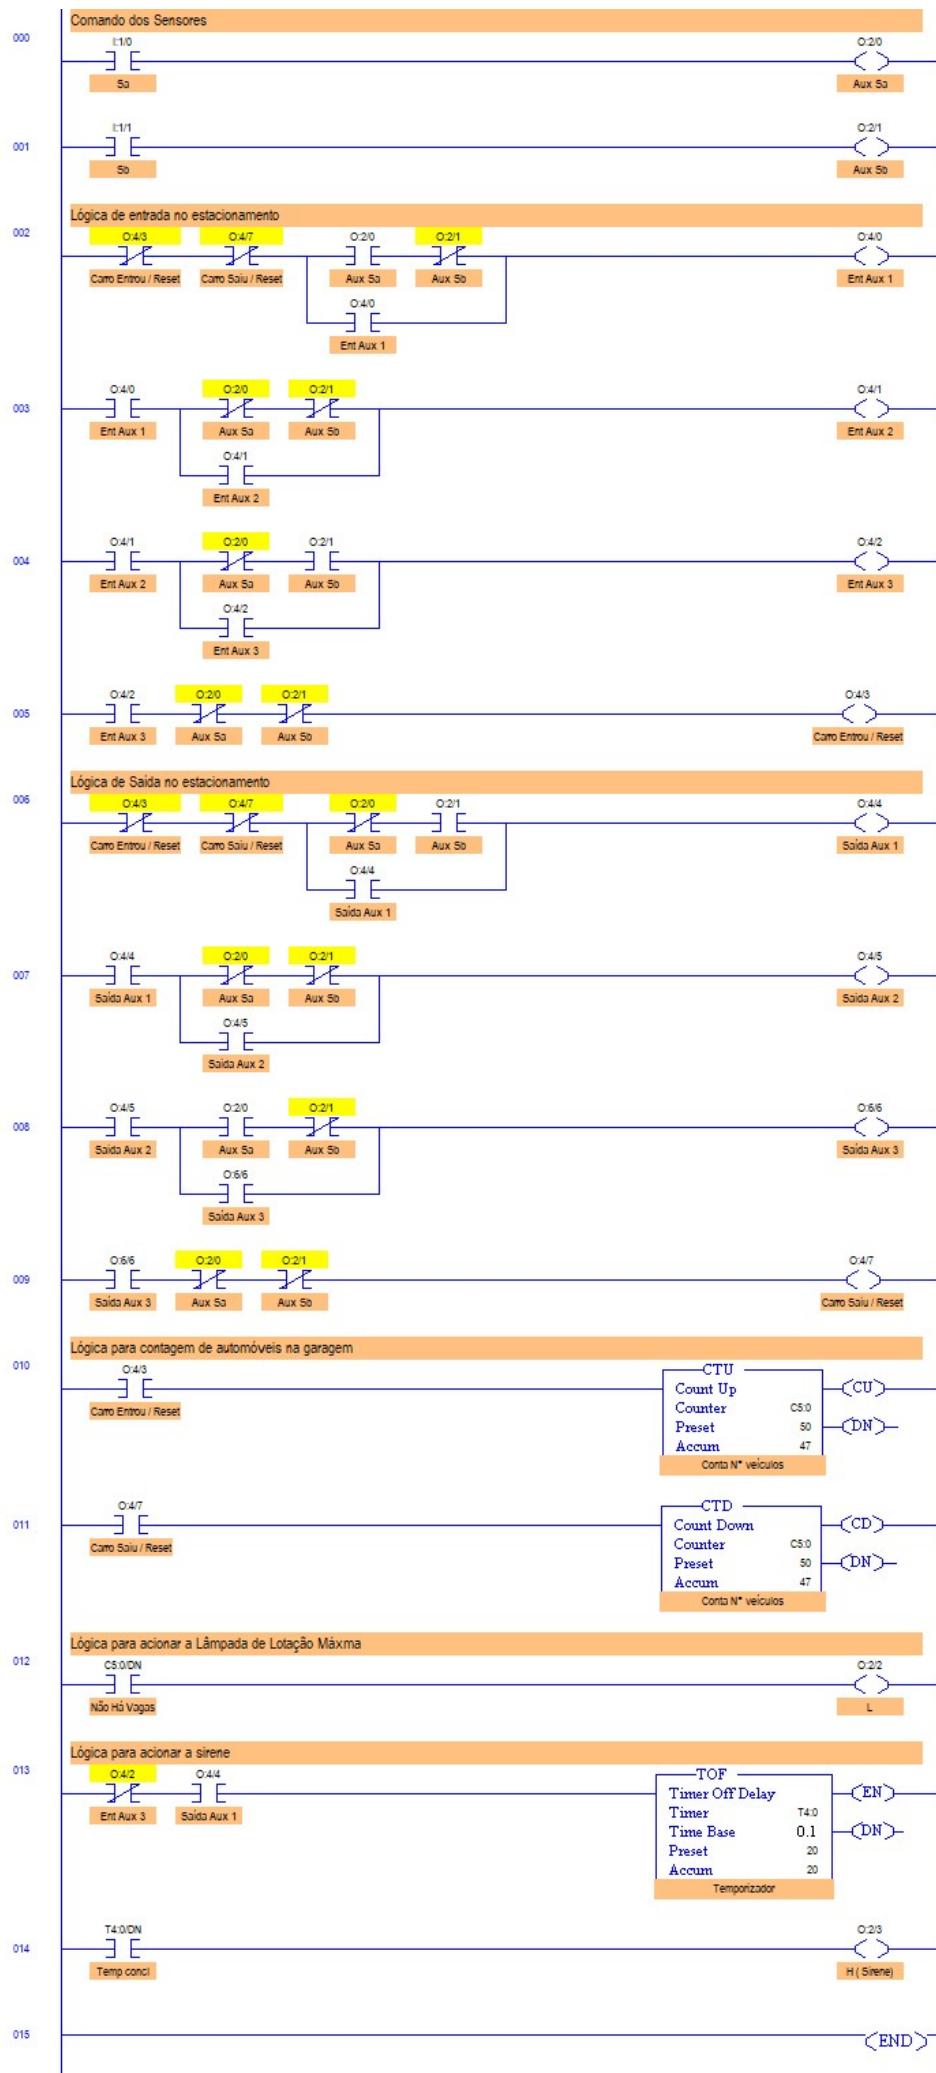 Comando dos Sensores
000
I:1/0 O:2/0
Sa Aux Sa
I:1/1 O:2/1
001
Sb Aux Sb
Lógica de entrada no estacionamento
002
O:4/3 O:4/7 O:2/0 O:2/1 O:4/0
Carro Entrou / Reset Carro Saiu / Reset Aux Sa Aux Sb Ent Aux 1
O:4/0
Ent Aux 1
O:4/0 O:2/0 O:2/1 O:4/1
003
Ent Aux 1 Aux Sa Aux Sb Ent Aux 2
O:4/1
Ent Aux 2
O:4/1 O:2/0 O:2/1 O:4/2
004
Ent Aux 2 Aux Sa Aux Sb Ent Aux 3
O:4/2
Ent Aux 3
O:4/2 O:2/0 O:2/1 O:4/3
005
Ent Aux 3 Aux Sa Aux Sb Carro Entrou / Reset
Lógica de Saida no estacionamento
006
O:4/3 O:4/7 O:2/0 O:2/1 O:4/4
Carro Entrou / Reset Carro Saiu / Reset Aux Sa Aux Sb Saída Aux 1
O:4/4
Saída Aux 1
O:4/4 O:2/0 O:2/1 O:4/5
007
Saída Aux 1 Aux Sa Aux Sb Saída Aux 2
O:4/5
Saída Aux 2
O:4/5 O:2/0 O:2/1 O:6/6
008
Saída Aux 2 Aux Sa Aux Sb Saída Aux 3
O:6/6
Saída Aux 3
O:6/6 O:2/0 O:2/1 O:4/7
009
Saída Aux 3 Aux Sa Aux Sb Carro Saiu / Reset
Lógica para contagem de automóveis na garagem
010
O:4/3 CTU
Count Up CU
Carro Entrou / Reset Counter C5:0
Preset 50 DN
Accum 47
Conta N° veículos
O:4/7 CTD
011
Count Down CD
Carro Saiu / Reset Counter C5:0
Preset 50 DN
Accum 47
Conta N° veículos
Lógica para acionar a Lâmpada de Lotação Máxma
012
C5:0/DN O:2/2
Não Há Vagas L
Lógica para acionar a sirene
013
O:4/2 O:4/4 TOF
Timer Off Delay EN
Ent Aux 3 Saída Aux 1 Timer T4:0
Time Base 0.1 DN
Preset 20
Accum 20
Temporizador
T4:0/DN O:2/3
014
Temp concl H ( Sirene)
015
END